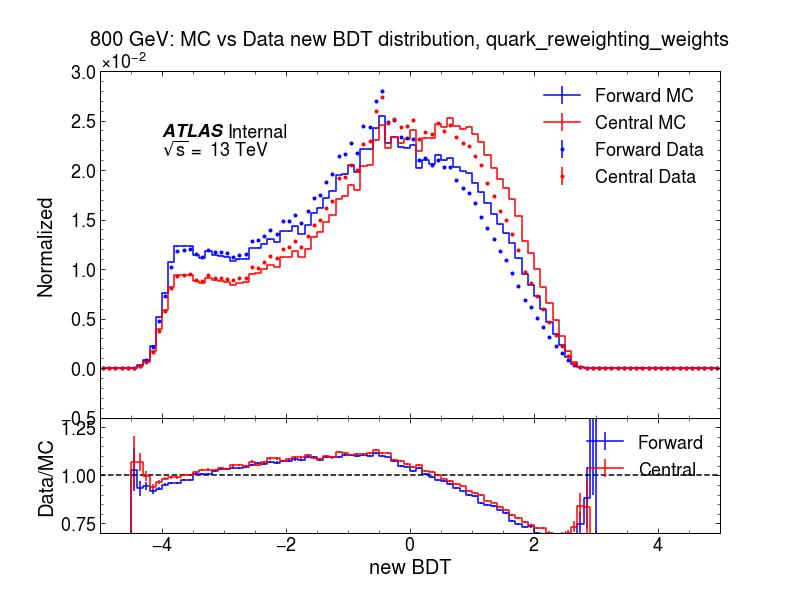 800 GeV: MC vs Data new BDT distribution, quark_reweighting_weights
×10⁻²
3.0
2.5
2.0
1.5
1.0
0.5
0.0
0.5
Normalized
ATLAS Internal
√s = 13 TeV
Forward MC
Central MC
Forward Data
Central Data
1.25
1.00
0.75
Data/MC
Forward
Central
−4 −2 0 2 4
new BDT